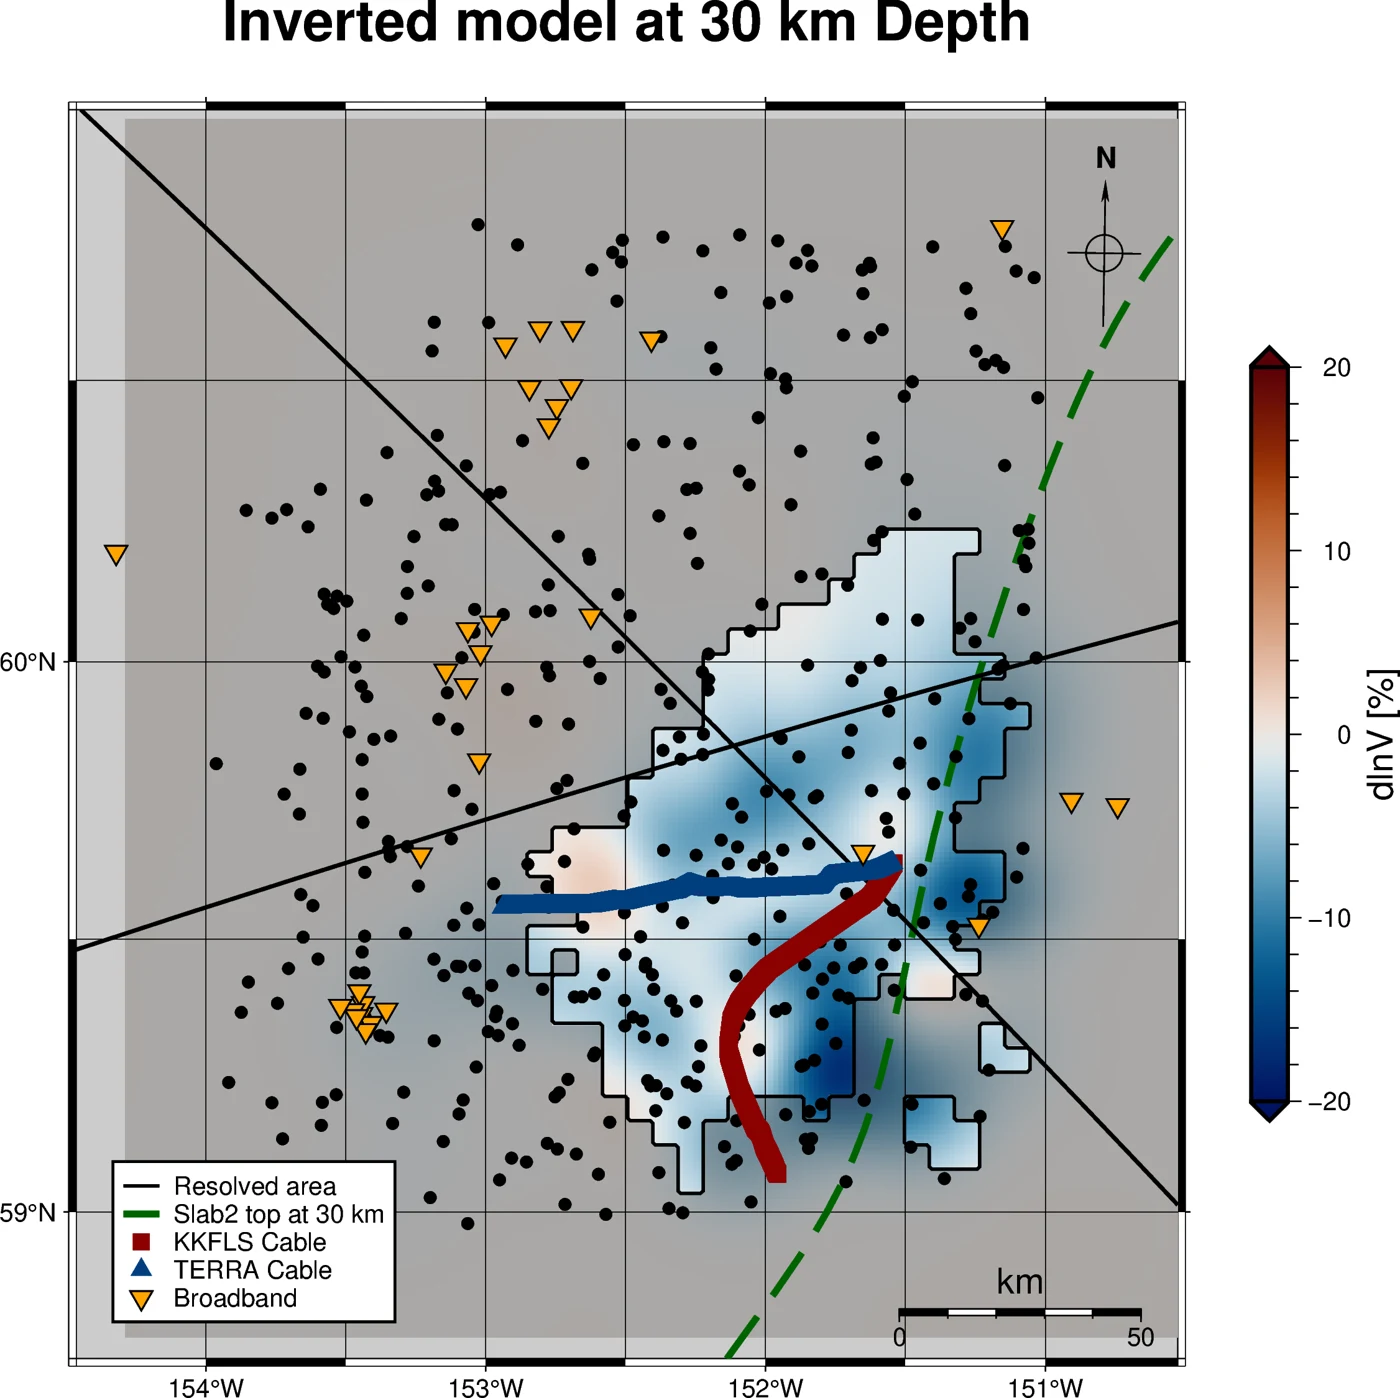 Inverted model at 30 km Depth
N
20
10
0
−10
−20
dlnV [%]
60°N
59°N
Resolved area
Slab2 top at 30 km
KKFLS Cable
TERRA Cable
Broadband
km
0 50
154°W 153°W 152°W 151°W